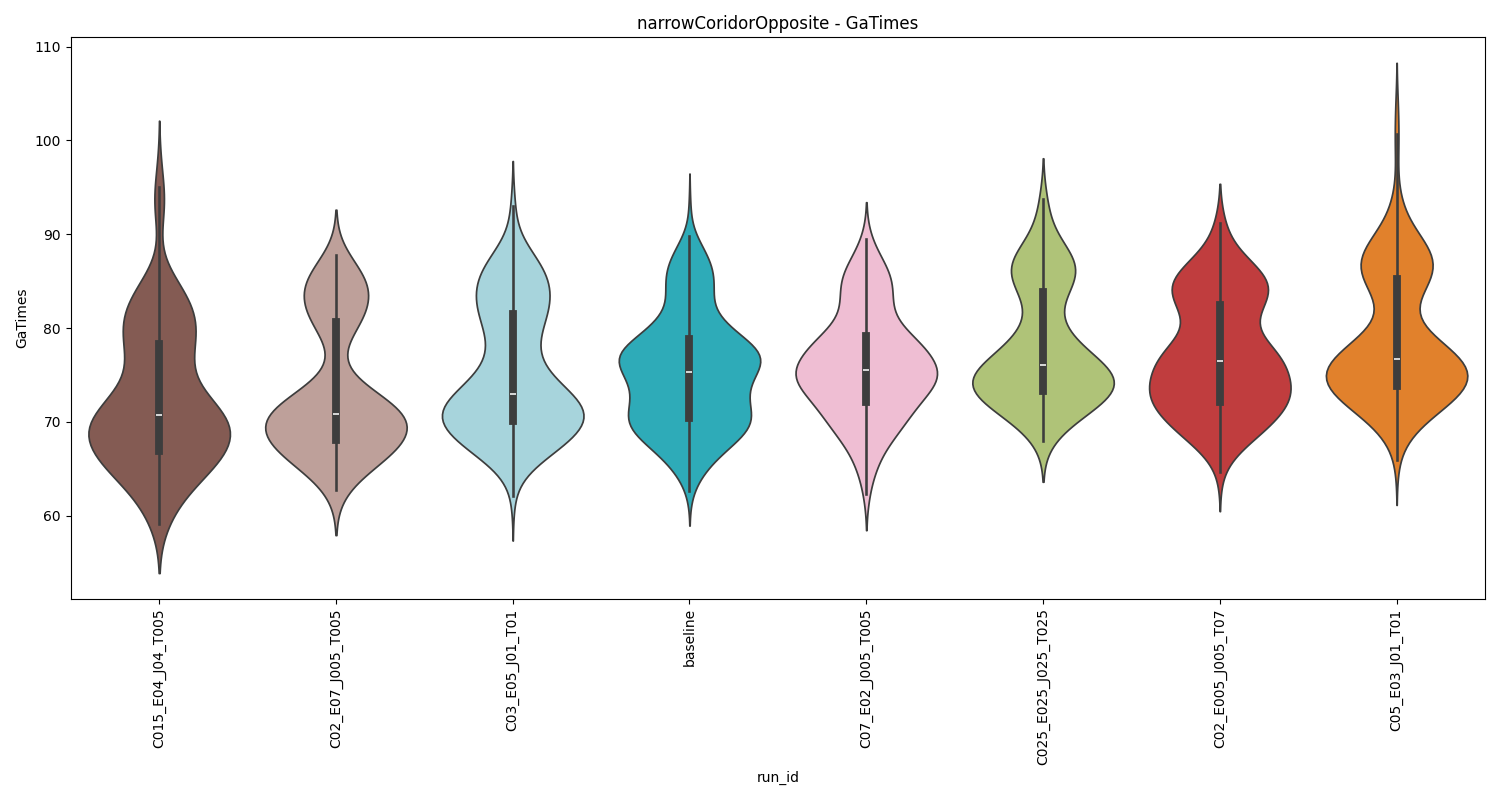 narrowCoridorOpposite - GaTimes
110
100
90
80
70
60
GaTimes
C015_E04_J04_T005
C02_E07_J005_T005
C03_E05_J01_T01
baseline
C07_E02_J005_T005
C025_E025_J025_T025
C02_E005_J005_T07
C05_E03_J01_T01
run_id